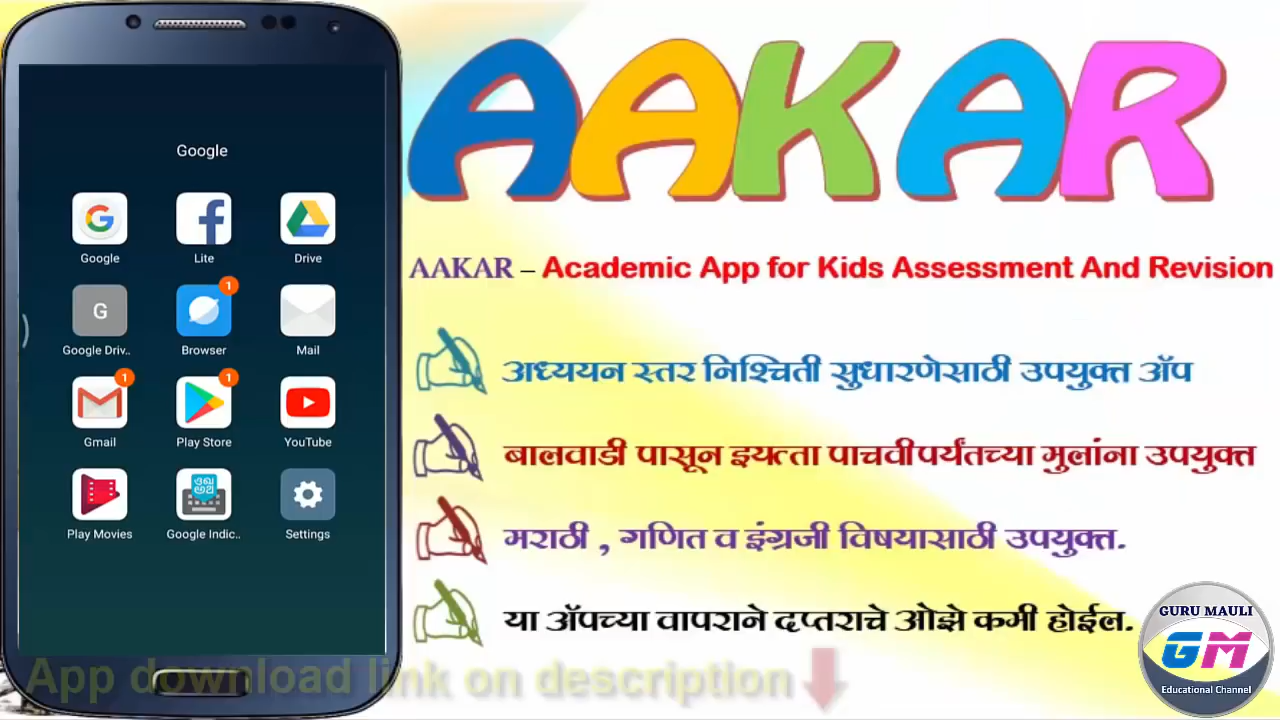 Google
Google
Lite
Drive
G
Google Driv..
1
Browser
Mail
1
Gmail
1
Play Store
YouTube
Play Movies
Google Indic..
Settings
AAKAR
AAKAR – Academic App for Kids Assessment And Revision
अध्ययन स्तर निश्चिती सुधारणेसाठी उपयुक्त ॲप
बालवाडी पासून इयत्ता पाचवीपर्यंतच्या मुलांना उपयुक्त
मराठी , गणित व इंग्रजी विषयासाठी उपयुक्त.
या ॲपच्या वापराने दप्तराचे ओझे कमी होईल.
App download link on description
GURU MAULI
GM
Educational Channel